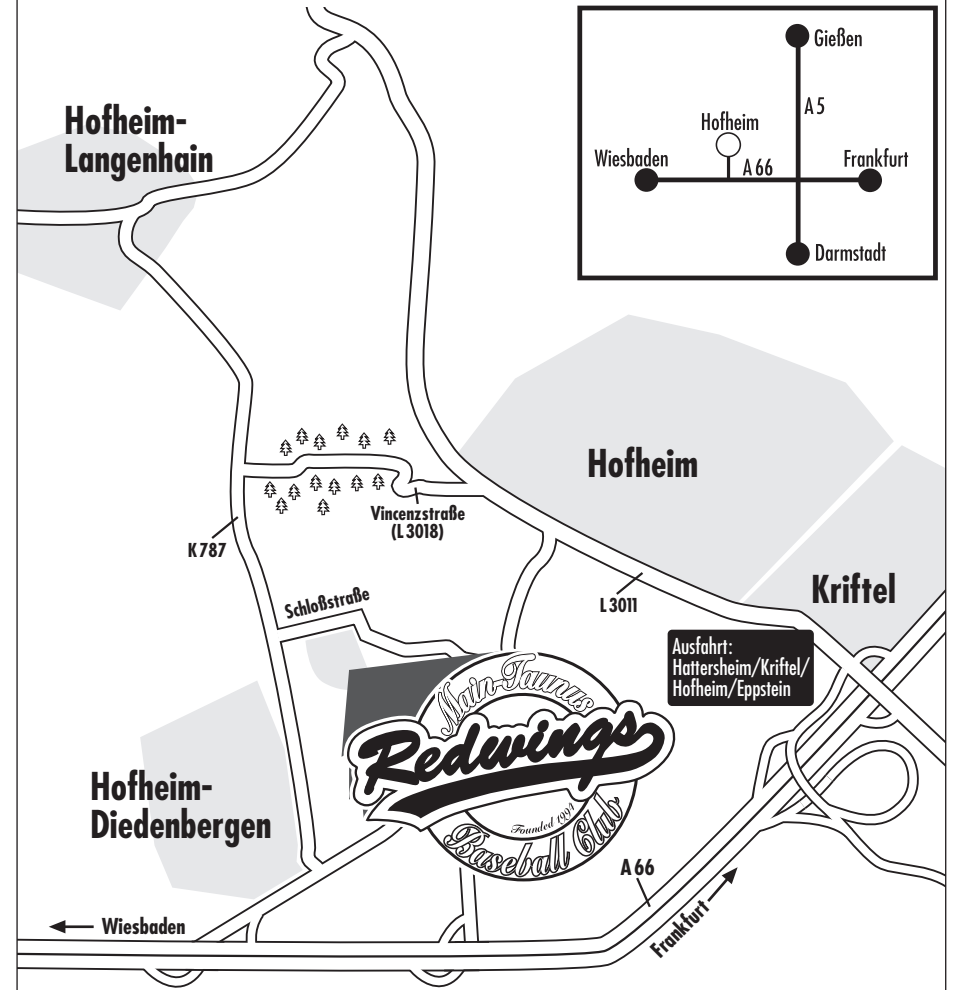 Gießen
A 5
Hofheim
Wiesbaden
A 66
Frankfurt
Darmstadt
Hofheim-
Langenhain
Hofheim
Kriftel
Vincenzstraße
(L 3018)
K 787
Schloßstraße
L 3011
Ausfahrt:
Hattersheim/Kriftel/
Hofheim/Eppstein
Main-Taunus
Redwings
Founded 1994
Baseball Club
Hofheim-
Diedenbergen
A 66
Wiesbaden
Frankfurt